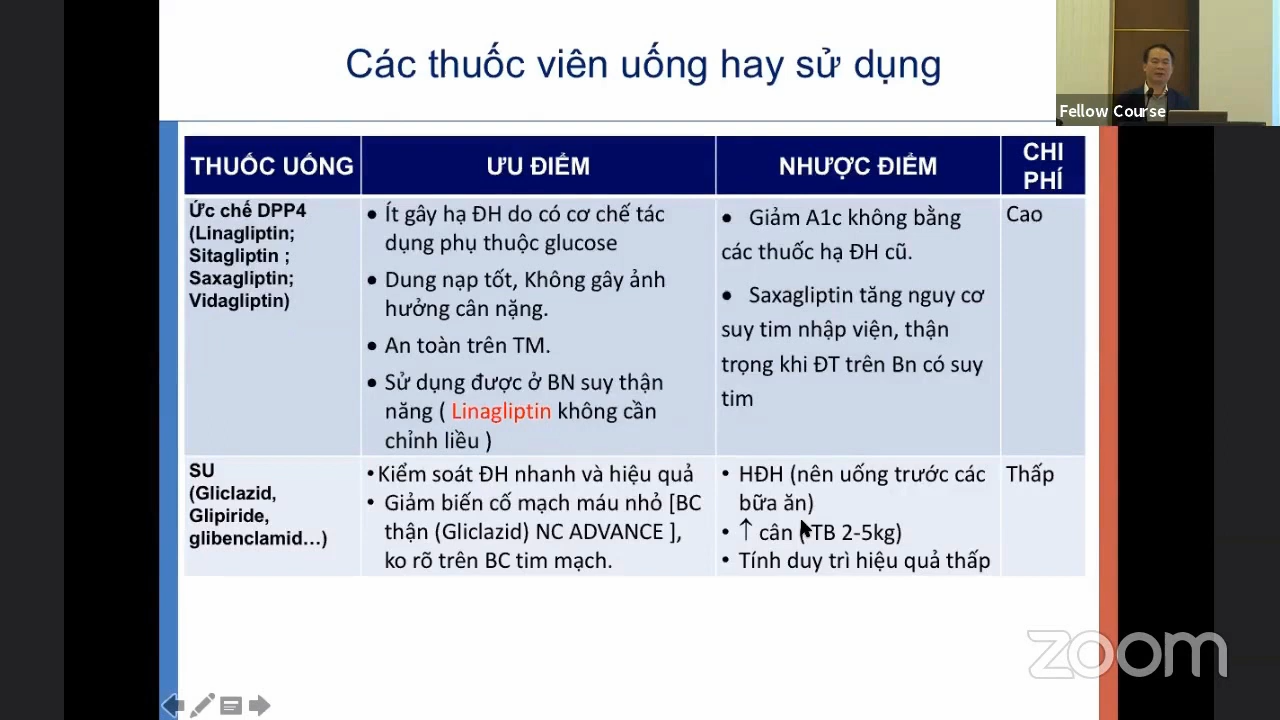 Các thuốc viên uống hay sử dụng
Fellow Course
THUỐC UỐNG
ƯU ĐIỂM
NHƯỢC ĐIỂM
CHI
PHÍ
Ức chế DPP4
(Linagliptin;
Sitagliptin ;
Saxagliptin;
Vidagliptin)
• Ít gây hạ ĐH do có cơ chế tác
dụng phụ thuộc glucose
• Dung nạp tốt, Không gây ảnh
hưởng cân nặng.
• An toàn trên TM.
• Sử dụng được ở BN suy thận
năng ( Linagliptin không cần
chỉnh liều )
• Giảm A1c không bằng
các thuốc hạ ĐH cũ.
• Saxagliptin tăng nguy cơ
suy tim nhập viện, thận
trọng khi ĐT trên Bn có suy
tim
Cao
SU
(Gliclazid,
Glipiride,
glibenclamid...)
• Kiểm soát ĐH nhanh và hiệu quả
• Giảm biến cố mạch máu nhỏ [BC
thận (Gliclazid) NC ADVANCE ],
ko rõ trên BC tim mạch.
• HĐH (nên uống trước các
bữa ăn)
• ↑ cân ( TB 2-5kg)
• Tính duy trì hiệu quả thấp
Thấp
zoom